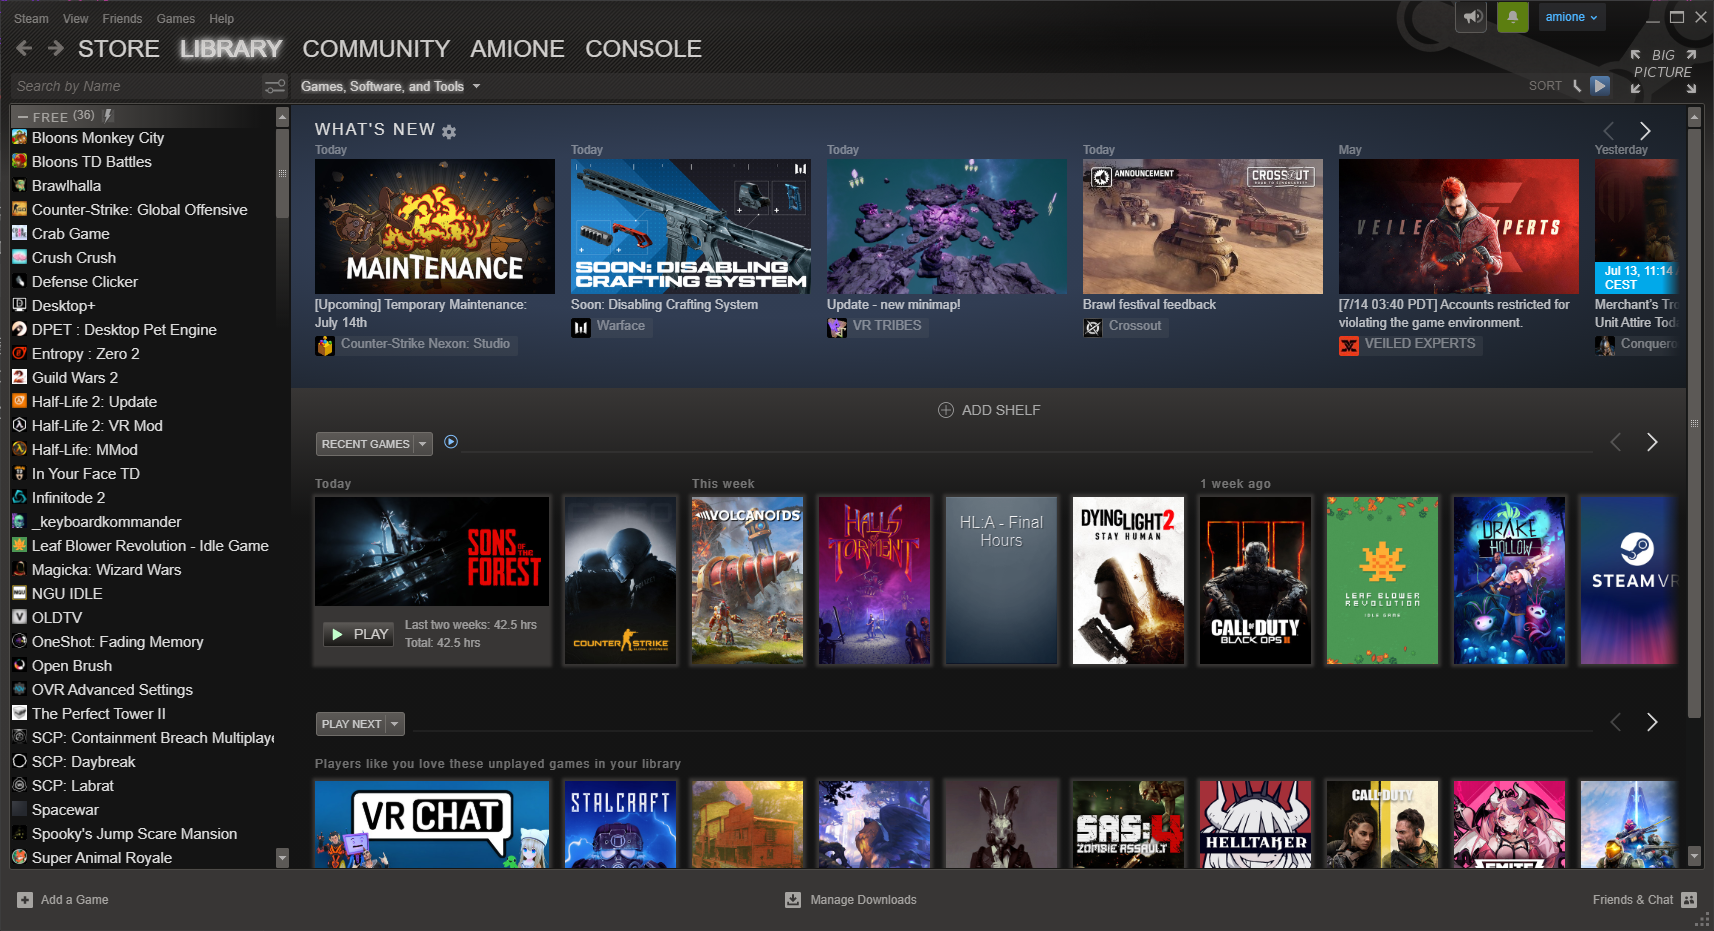 Steam View Friends Games Help
amione
STORE LIBRARY COMMUNITY AMIONE CONSOLE
BIG PICTURE
Search by Name
Games, Software, and Tools
SORT
FREE (36)
Bloons Monkey City
Bloons TD Battles
Brawlhalla
Counter-Strike: Global Offensive
Crab Game
Crush Crush
Defense Clicker
Desktop+
DPET : Desktop Pet Engine
Entropy : Zero 2
Guild Wars 2
Half-Life 2: Update
Half-Life 2: VR Mod
Half-Life: MMod
In Your Face TD
Infinitode 2
_keyboardkommander
Leaf Blower Revolution - Idle Game
Magicka: Wizard Wars
NGU IDLE
OLDTV
OneShot: Fading Memory
Open Brush
OVR Advanced Settings
The Perfect Tower II
SCP: Containment Breach Multiplaye
SCP: Daybreak
SCP: Labrat
Spacewar
Spooky's Jump Scare Mansion
Super Animal Royale
WHAT'S NEW
Today
MAINTENANCE
[Upcoming] Temporary Maintenance:
July 14th
Counter-Strike Nexon: Studio
Today
SOON: DISABLING
CRAFTING SYSTEM
Soon: Disabling Crafting System
Warface
Today
Update - new minimap!
VR TRIBES
Today
ANNOUNCEMENT
CROSSOUT
Brawl festival feedback
Crossout
May
VEILED EXPERTS
[7/14 03:40 PDT] Accounts restricted for
violating the game environment.
VEILED EXPERTS
Yesterday
Jul 13, 11:14
CEST
Merchant's Tro
Unit Attire Toda
Conquero
ADD SHELF
RECENT GAMES
Today
SONS OF THE FOREST
PLAY
Last two weeks: 42.5 hrs
Total: 42.5 hrs
COUNTER STRIKE
This week
VOLCANOIDS
HALLS OF TORMENT
HL:A - Final
Hours
DYING LIGHT 2
STAY HUMAN
1 week ago
CALL OF DUTY
BLACK OPS III
LEAF BLOWER
REVOLUTION
IDLE GAME
DRAKE
HOLLOW
STEAMVR
PLAY NEXT
Players like you love these unplayed games in your library
VRCHAT
STALCRAFT
SAS:4
ZOMBIE ASSAULT
HELLTAKER
CALL OF DUTY
SMITE
Add a Game
Manage Downloads
Friends & Chat